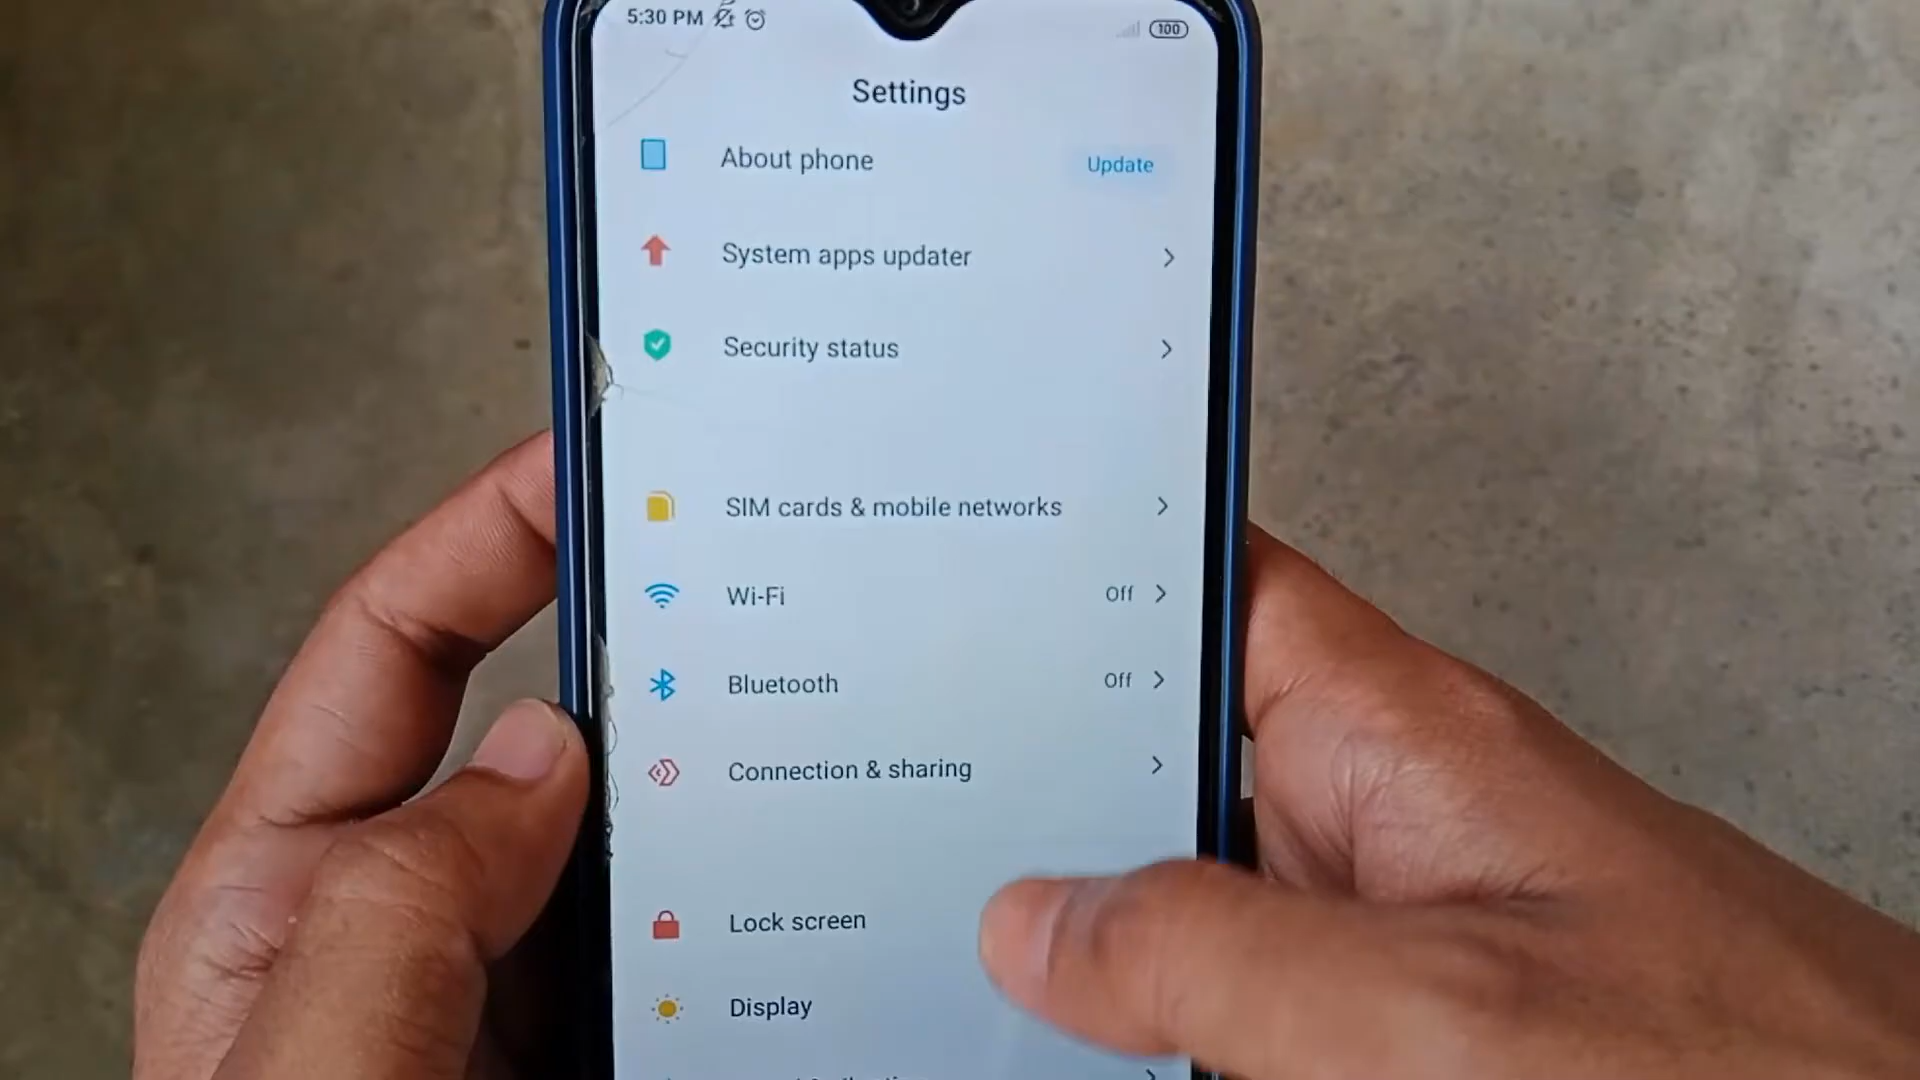 5:30 PM
100
Settings
About phone
Update
System apps updater
Security status
SIM cards & mobile networks
Wi-Fi
Off
Bluetooth
Off
Connection & sharing
Lock screen
Display